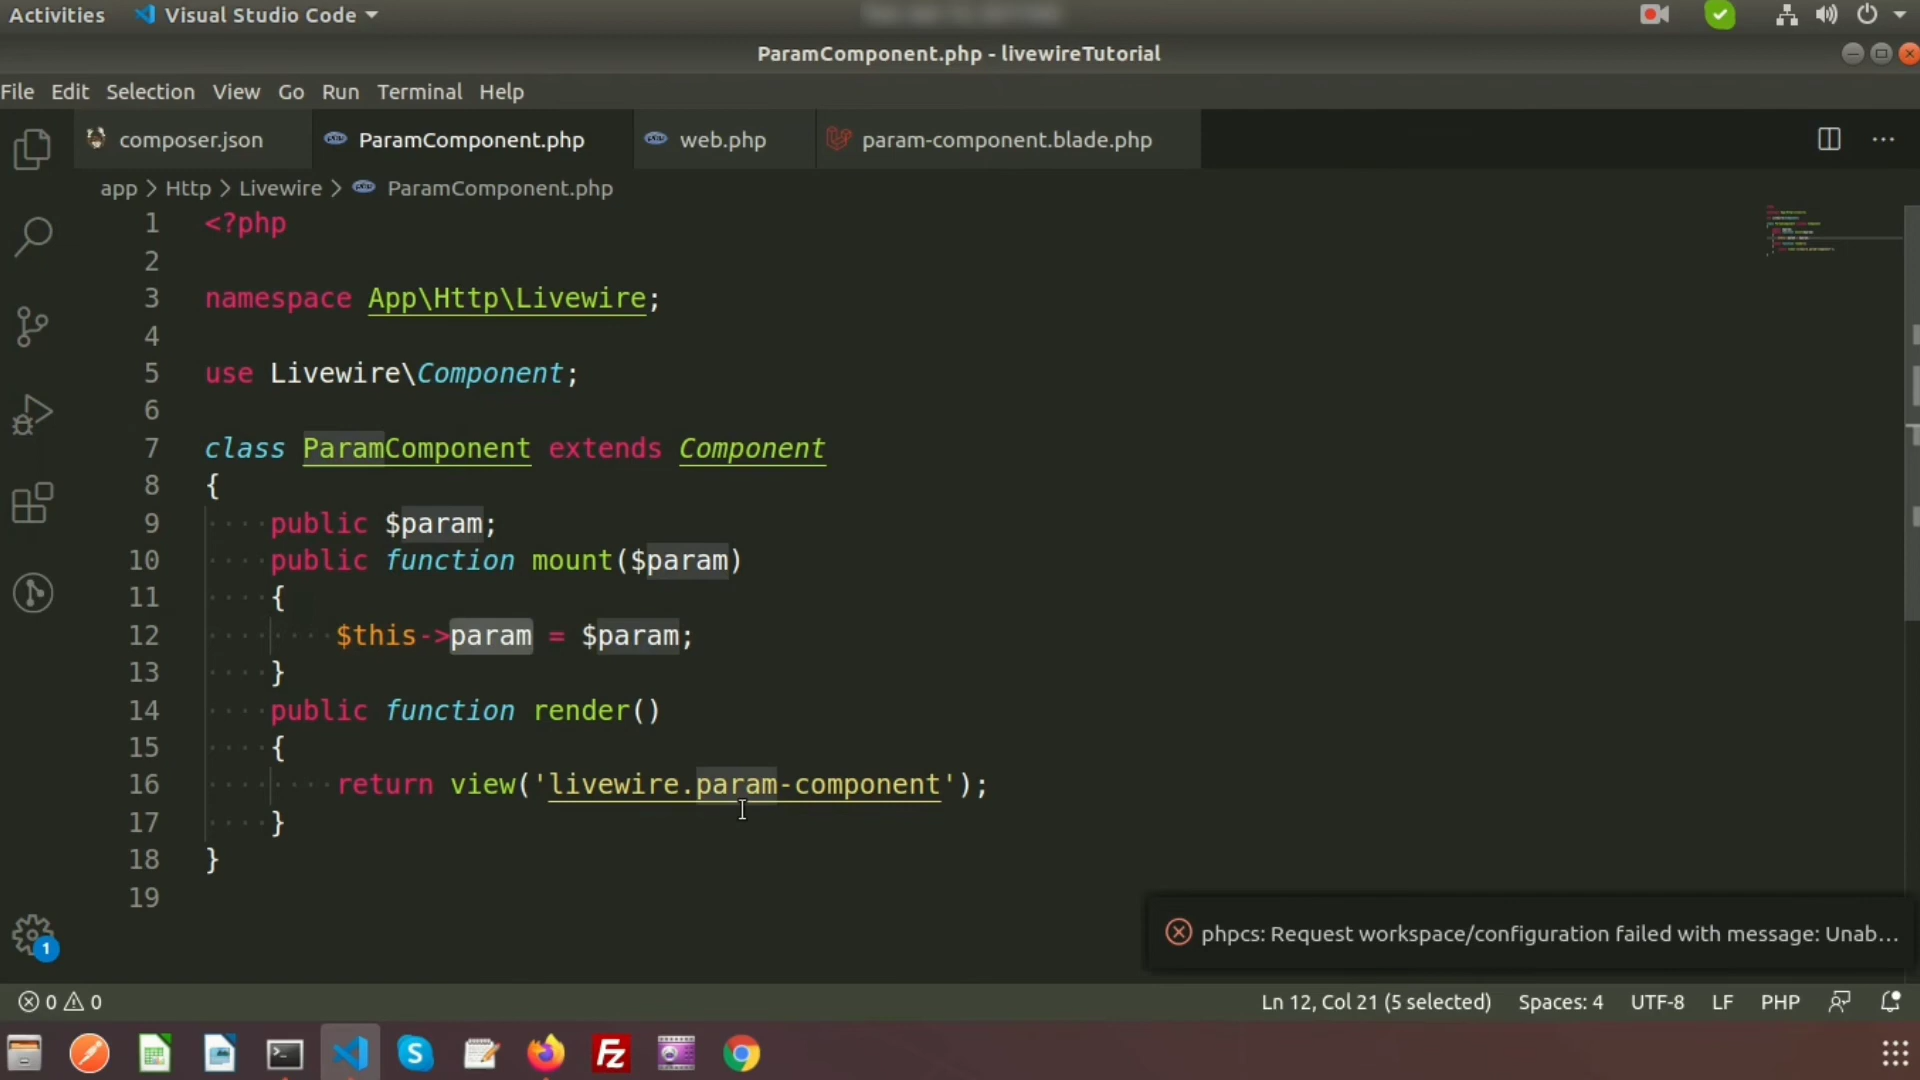 Activities Visual Studio Code
ParamComponent.php - livewireTutorial
File Edit Selection View Go Run Terminal Help
composer.json ParamComponent.php web.php param-component.blade.php
app > Http > Livewire > ParamComponent.php
1 <?php
2
3 namespace App\Http\Livewire;
4
5 use Livewire\Component;
6
7 class ParamComponent extends Component
8 {
9 public $param;
10 public function mount($param)
11 {
12 $this->param = $param;
13 }
14 public function render()
15 {
16 return view('livewire.param-component');
17 }
18 }
19
phpcs: Request workspace/configuration failed with message: Unab...
1
0 0 Ln 12, Col 21 (5 selected) Spaces: 4 UTF-8 LF PHP